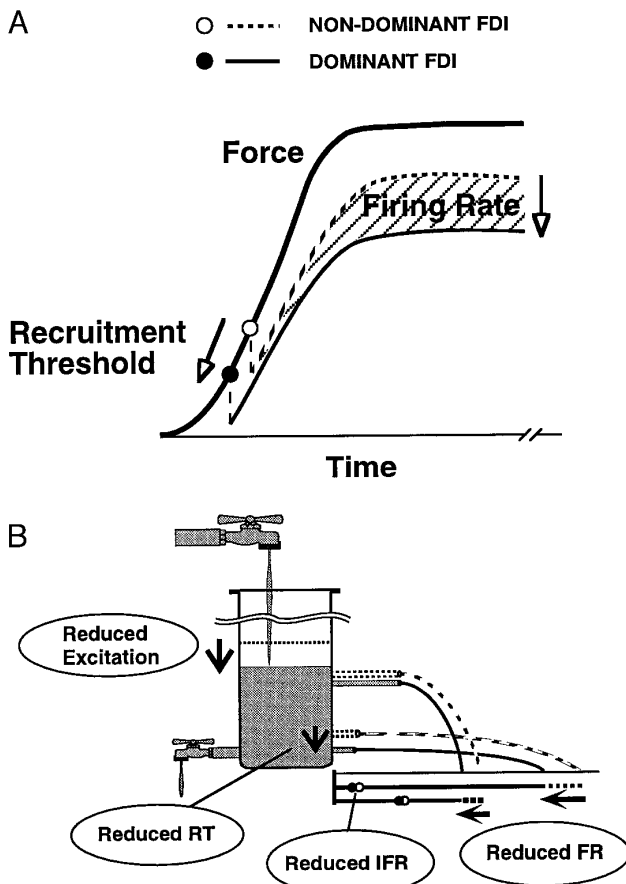 A
NON-DOMINANT FDI
DOMINANT FDI
Force
Firing Rate
Recruitment
Threshold
Time
B
Reduced
Excitation
Reduced RT
Reduced IFR
Reduced FR